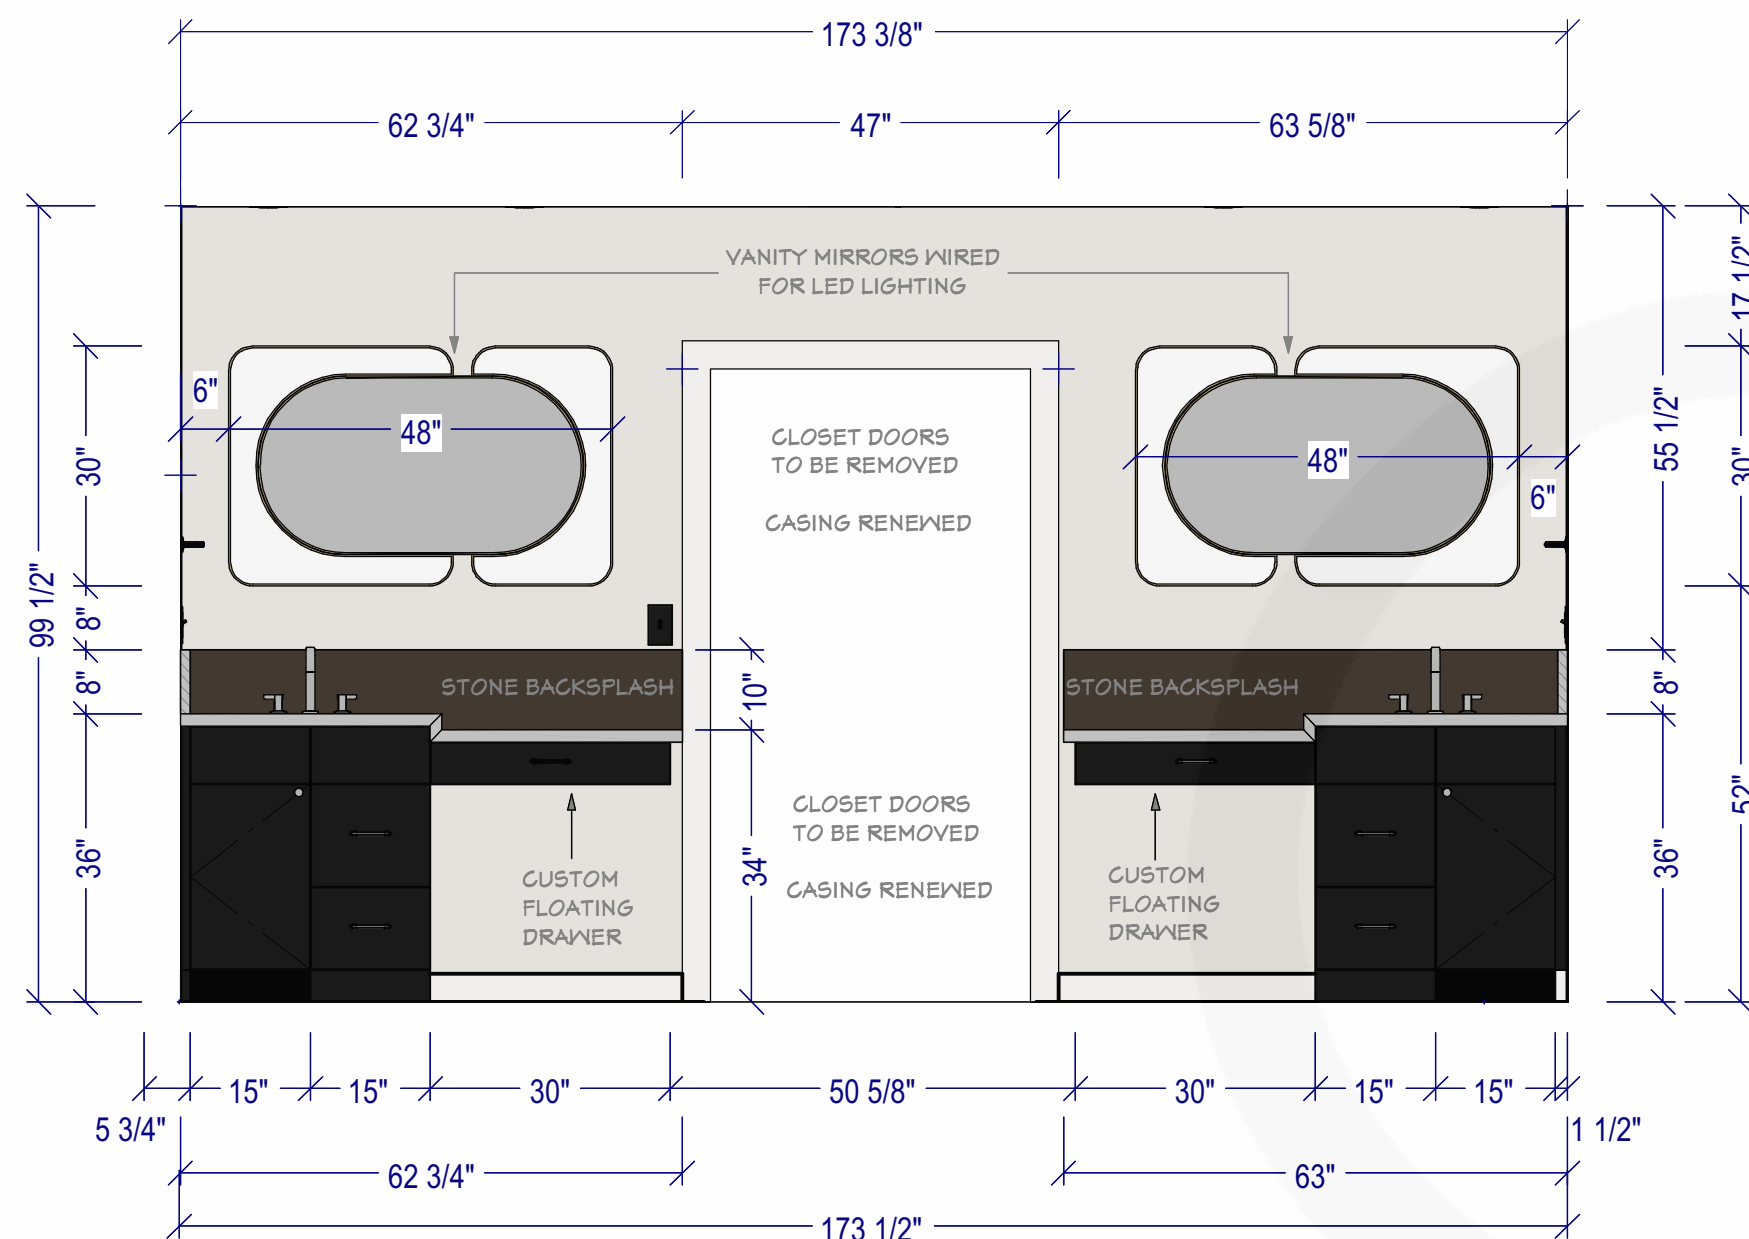 173 3/8"
62 3/4" 47" 63 5/8"
VANITY MIRRORS WIRED
FOR LED LIGHTING
17 1/2"
6"
48"
48"
6"
30"
55 1/2"
30"
CLOSET DOORS
TO BE REMOVED
CASING RENEWED
99 1/2"
8"
8"
STONE BACKSPLASH
10"
STONE BACKSPLASH
8"
52"
36"
34"
36"
CLOSET DOORS
TO BE REMOVED
CASING RENEWED
CUSTOM
FLOATING
DRAWER
CUSTOM
FLOATING
DRAWER
15" 15" 30" 50 5/8" 30" 15" 15"
5 3/4" 1 1/2"
62 3/4" 63"
173 1/2"